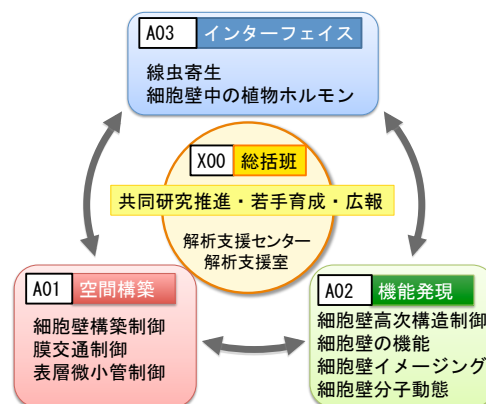 A03 インターフェイス
線虫寄生
細胞壁中の植物ホルモン
X00 総括班
共同研究推進・若手育成・広報
解析支援センター
解析支援室
A01 空間構築
細胞壁構築制御
膜交通制御
表層微小管制御
A02 機能発現
細胞壁高次構造制御
細胞壁の機能
細胞壁イメージング
細胞壁分子動態